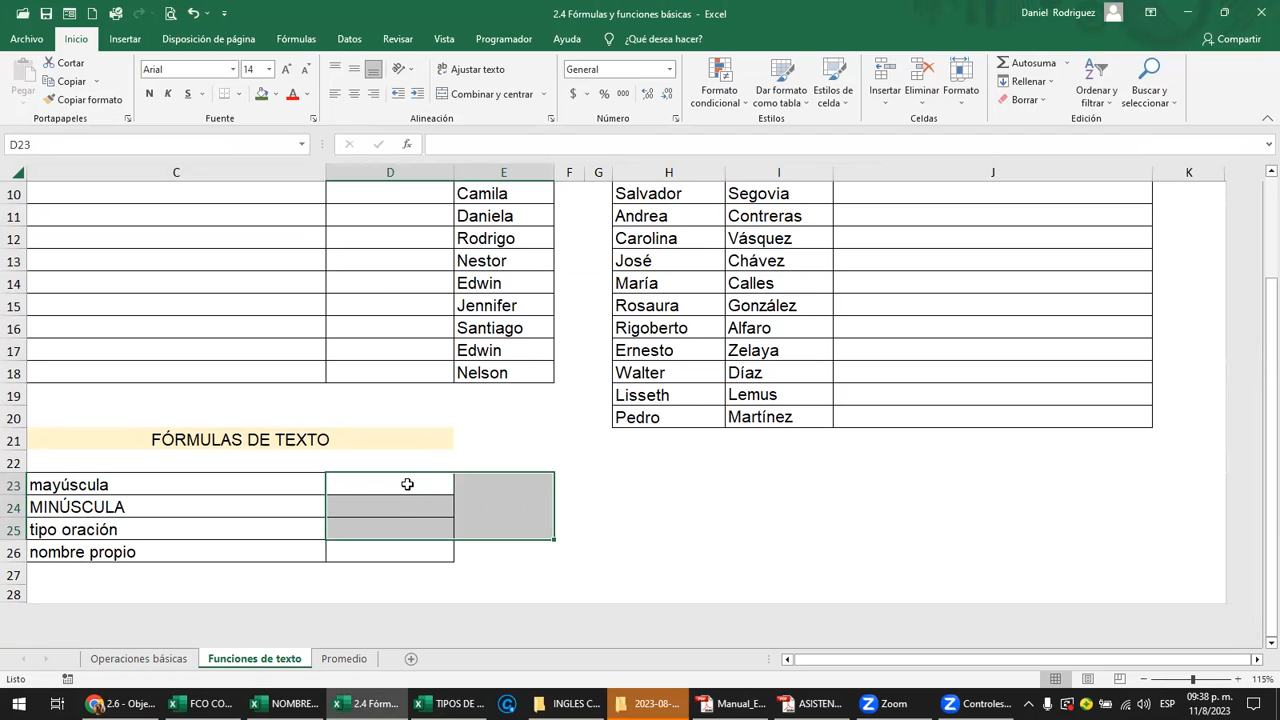 2.4 Fórmulas y funciones básicas - Excel
Daniel Rodriguez
Archivo Inicio Insertar Disposición de página Fórmulas Datos Revisar Vista Programador Ayuda ¿Qué desea hacer? Compartir
Pegar
Cortar
Copiar
Copiar formato
Portapapeles
Arial 14
N K S
Fuente
Ajustar texto
Combinar y centrar
Alineación
General
$ % 000
Número
Formato condicional
Dar formato como tabla
Estilos de celda
Estilos
Insertar Eliminar Formato
Celdas
Autosuma
Rellenar
Borrar
Ordenar y filtrar
Buscar y seleccionar
Edición
D23 fx
C D E F G H I J K
10 Camila Salvador Segovia
11 Daniela Andrea Contreras
12 Rodrigo Carolina Vásquez
13 Nestor José Chávez
14 Edwin María Calles
15 Jennifer Rosaura González
16 Santiago Rigoberto Alfaro
17 Edwin Ernesto Zelaya
18 Nelson Walter Díaz
19 Lisseth Lemus
20 Pedro Martínez
21 FÓRMULAS DE TEXTO
22
23 mayúscula
24 MINÚSCULA
25 tipo oración
26 nombre propio
27
28
Operaciones básicas Funciones de texto Promedio
Listo 115%
2.6 - Obje... FCO CO... NOMBRE... 2.4 Fórm... TIPOS DE ... INGLES C... 2023-08-... Manual_E... ASISTEN... Zoom Controles... ESP 09:38 p. m.
11/8/2023